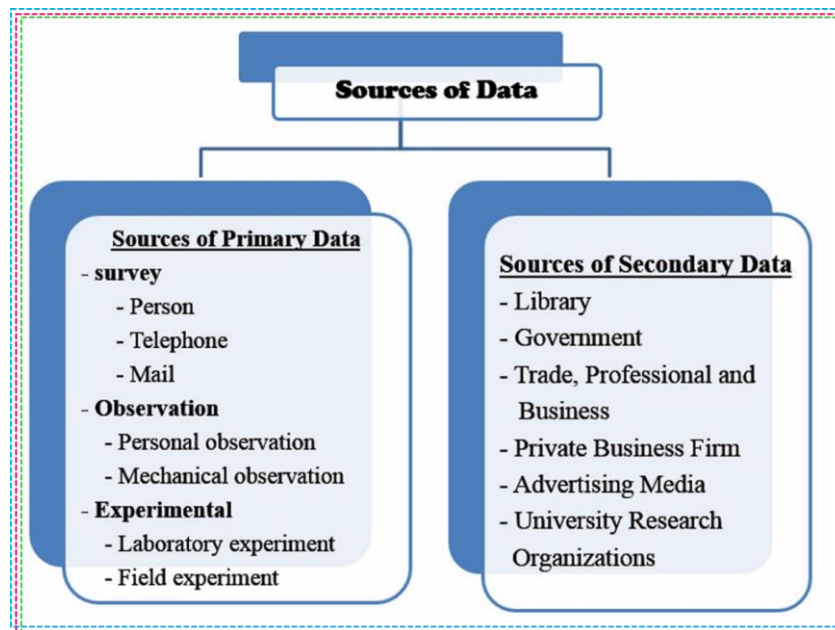 Sources of Data
Sources of Primary Data
- survey
- Person
- Telephone
- Mail
- Observation
- Personal observation
- Mechanical observation
- Experimental
- Laboratory experiment
- Field experiment
Sources of Secondary Data
- Library
- Government
- Trade, Professional and
Business
- Private Business Firm
- Advertising Media
- University Research
Organizations